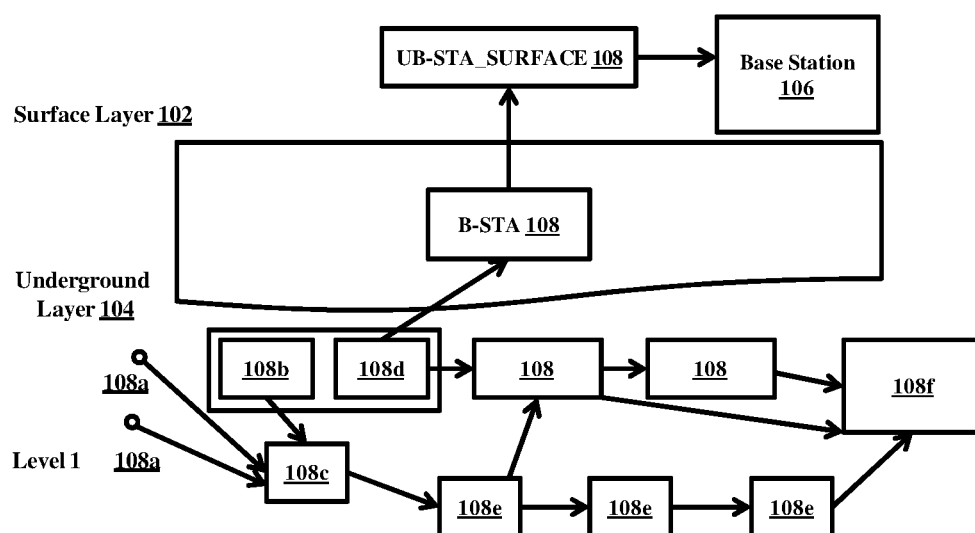 UB-STA_SURFACE 108
Base Station
106
Surface Layer 102
B-STA 108
Underground
Layer 104
108b
108d
108
108
108f
108a
108a
Level 1
108c
108e
108e
108e